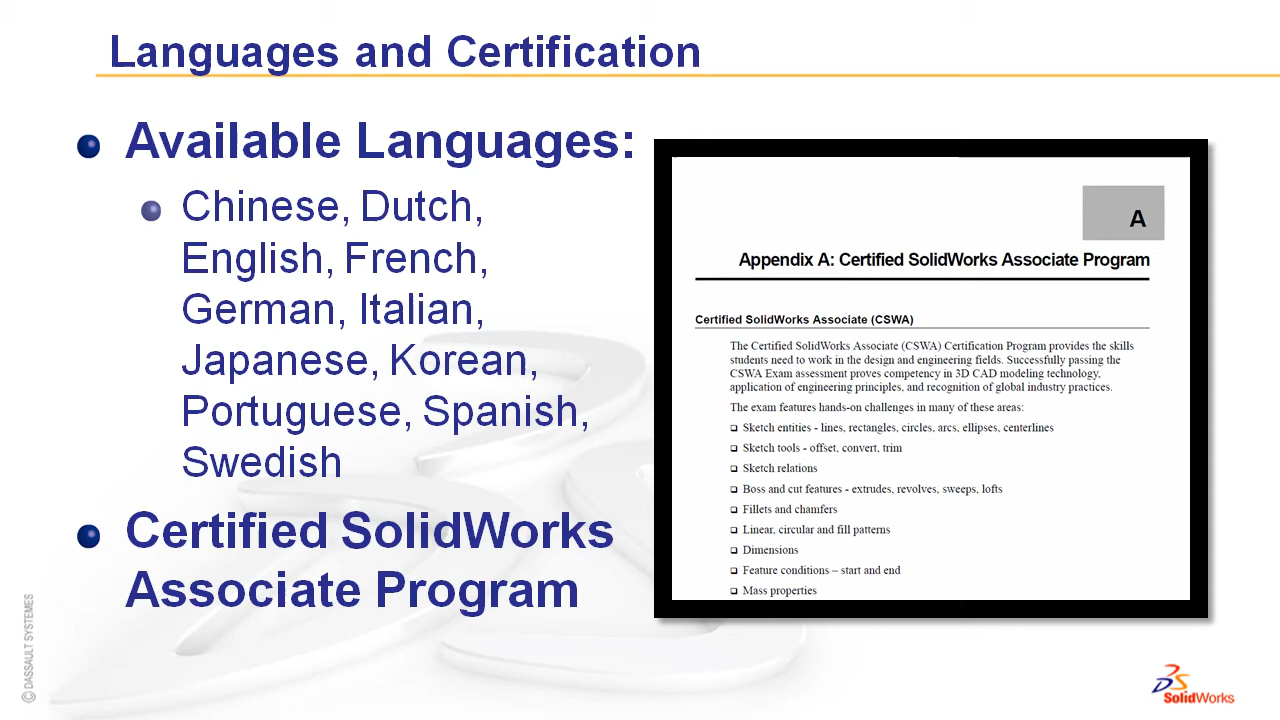 Languages and Certification
Available Languages:
Chinese, Dutch,
English, French,
German, Italian,
Japanese, Korean,
Portuguese, Spanish,
Swedish
Certified SolidWorks
Associate Program
A
Appendix A: Certified SolidWorks Associate Program
Certified SolidWorks Associate (CSWA)
The Certified SolidWorks Associate (CSWA) Certification Program provides the skills
students need to work in the design and engineering fields. Successfully passing the
CSWA Exam assessment proves competency in 3D CAD modeling technology,
application of engineering principles, and recognition of global industry practices.
The exam features hands-on challenges in many of these areas:
Sketch entities - lines, rectangles, circles, arcs, ellipses, centerlines
Sketch tools - offset, convert, trim
Sketch relations
Boss and cut features - extrudes, revolves, sweeps, lofts
Fillets and chamfers
Linear, circular and fill patterns
Dimensions
Feature conditions – start and end
Mass properties
© DASSAULT SYSTEMES
SolidWorks